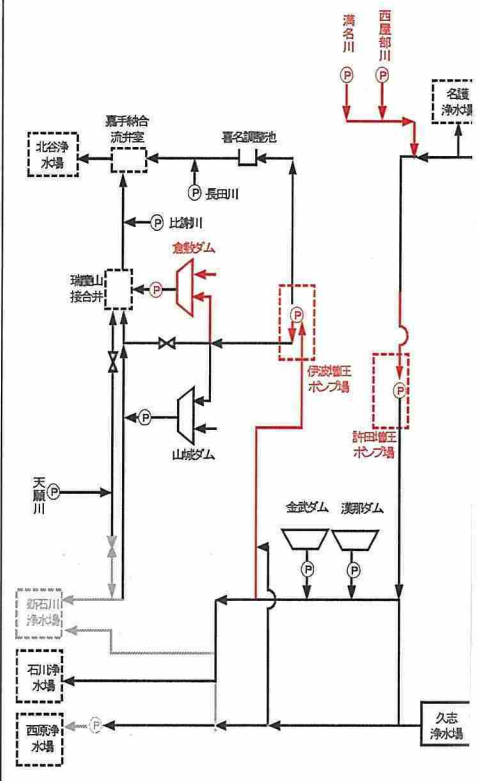 満名川
西屋部川
P
P
名護
浄水場
嘉手納合
流弁室
喜名調整池
北谷浄
水場
P
長田川
P
比謝川
倉敷ダム
瑞慶山
接合井
P
P
伊波増圧
ポンプ場
P
許田増圧
ポンプ場
P
山城ダム
天願川
P
金武ダム
漢那ダム
P
P
新石川
浄水場
石川浄
水場
西原浄
水場
P
久志
浄水場